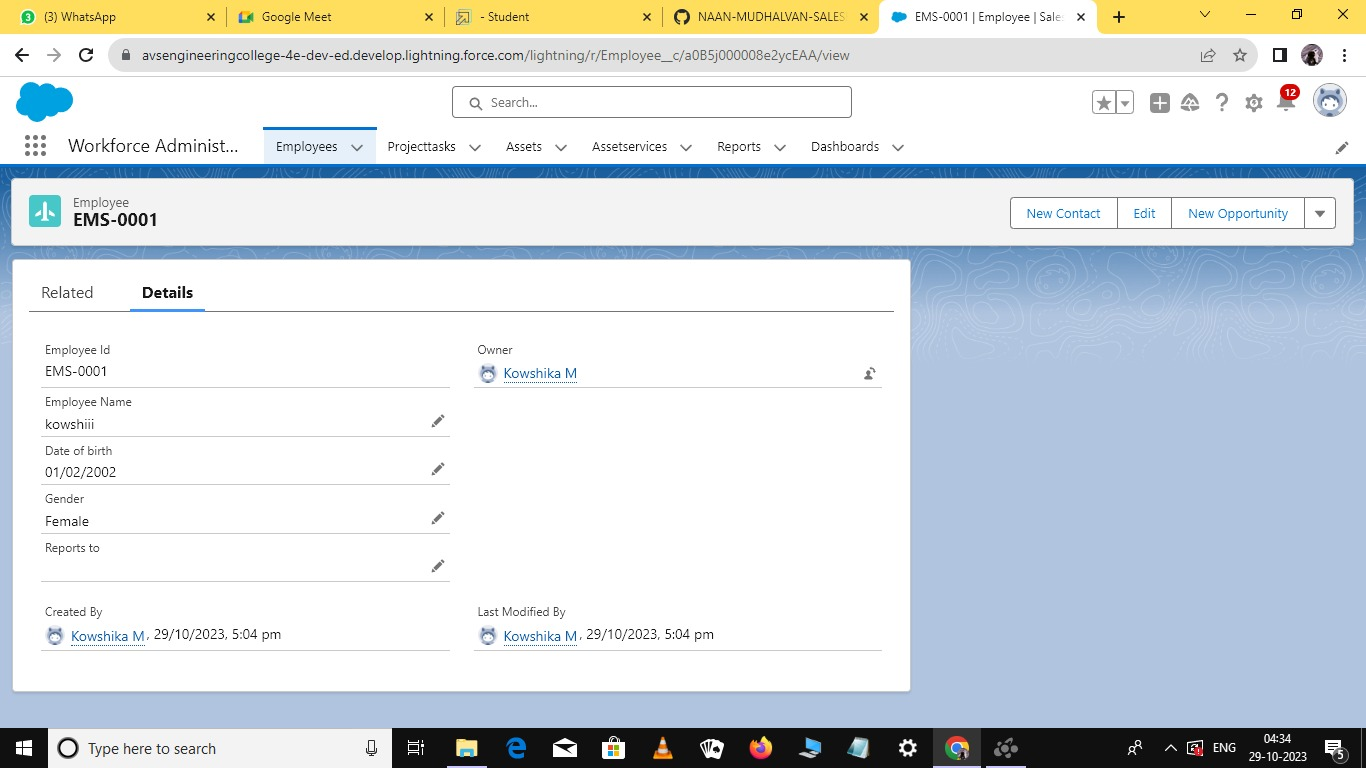 3
(3) WhatsApp
Google Meet
- Student
NAAN-MUDHALVAN-SALES
EMS-0001 | Employee | Sale
avsengineeringcollege-4e-dev-ed.develop.lightning.force.com/lightning/r/Employee__c/a0B5j000008e2ycEAA/view
Search...
12
Workforce Administ...
Employees
Projecttasks
Assets
Assetservices
Reports
Dashboards
Employee
EMS-0001
New Contact
Edit
New Opportunity
Related
Details
Employee Id
EMS-0001
Owner
Kowshika M
Employee Name
kowshiii
Date of birth
01/02/2002
Gender
Female
Reports to
Created By
Kowshika M, 29/10/2023, 5:04 pm
Last Modified By
Kowshika M, 29/10/2023, 5:04 pm
Type here to search
ENG
04:34
29-10-2023
5